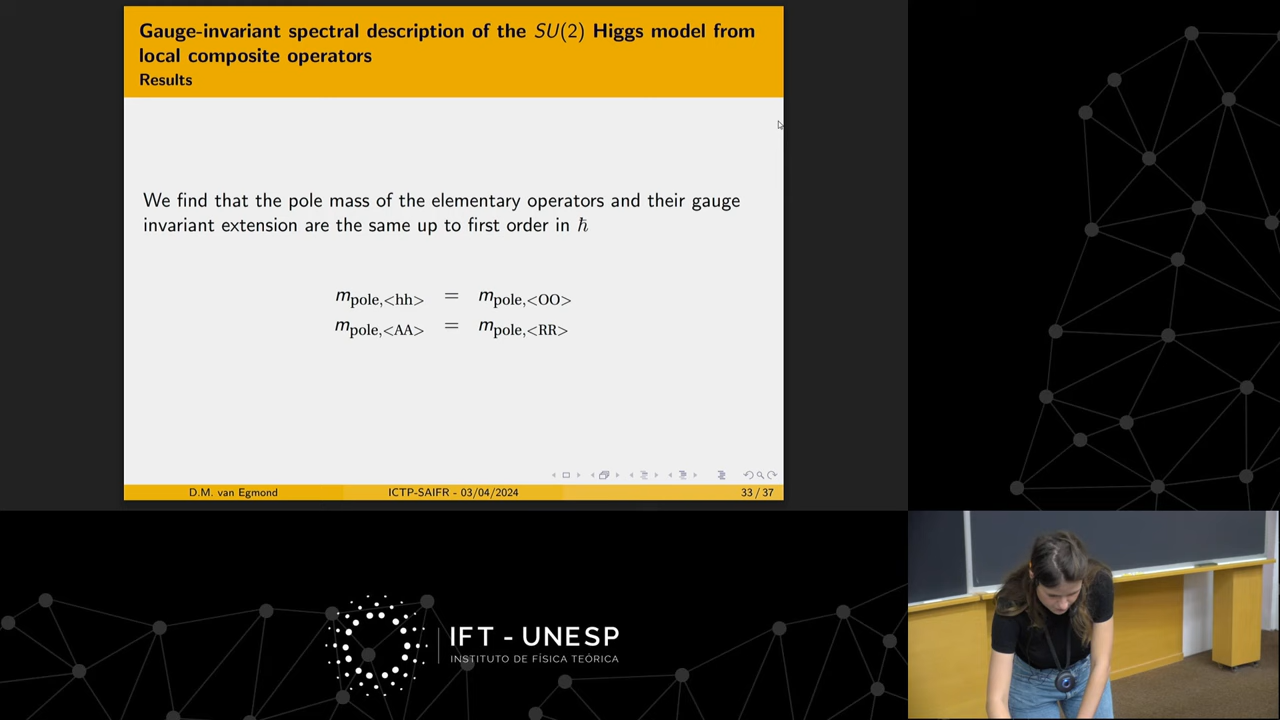 Gauge-invariant spectral description of the SU(2) Higgs model from
local composite operators
Results
We find that the pole mass of the elementary operators and their gauge
invariant extension are the same up to first order in ℏ
m_pole,<hh> = m_pole,<OO>
m_pole,<AA> = m_pole,<RR>
D.M. van Egmond ICTP-SAIFR - 03/04/2024 33 / 37
IFT - UNESP
INSTITUTO DE FÍSICA TEÓRICA